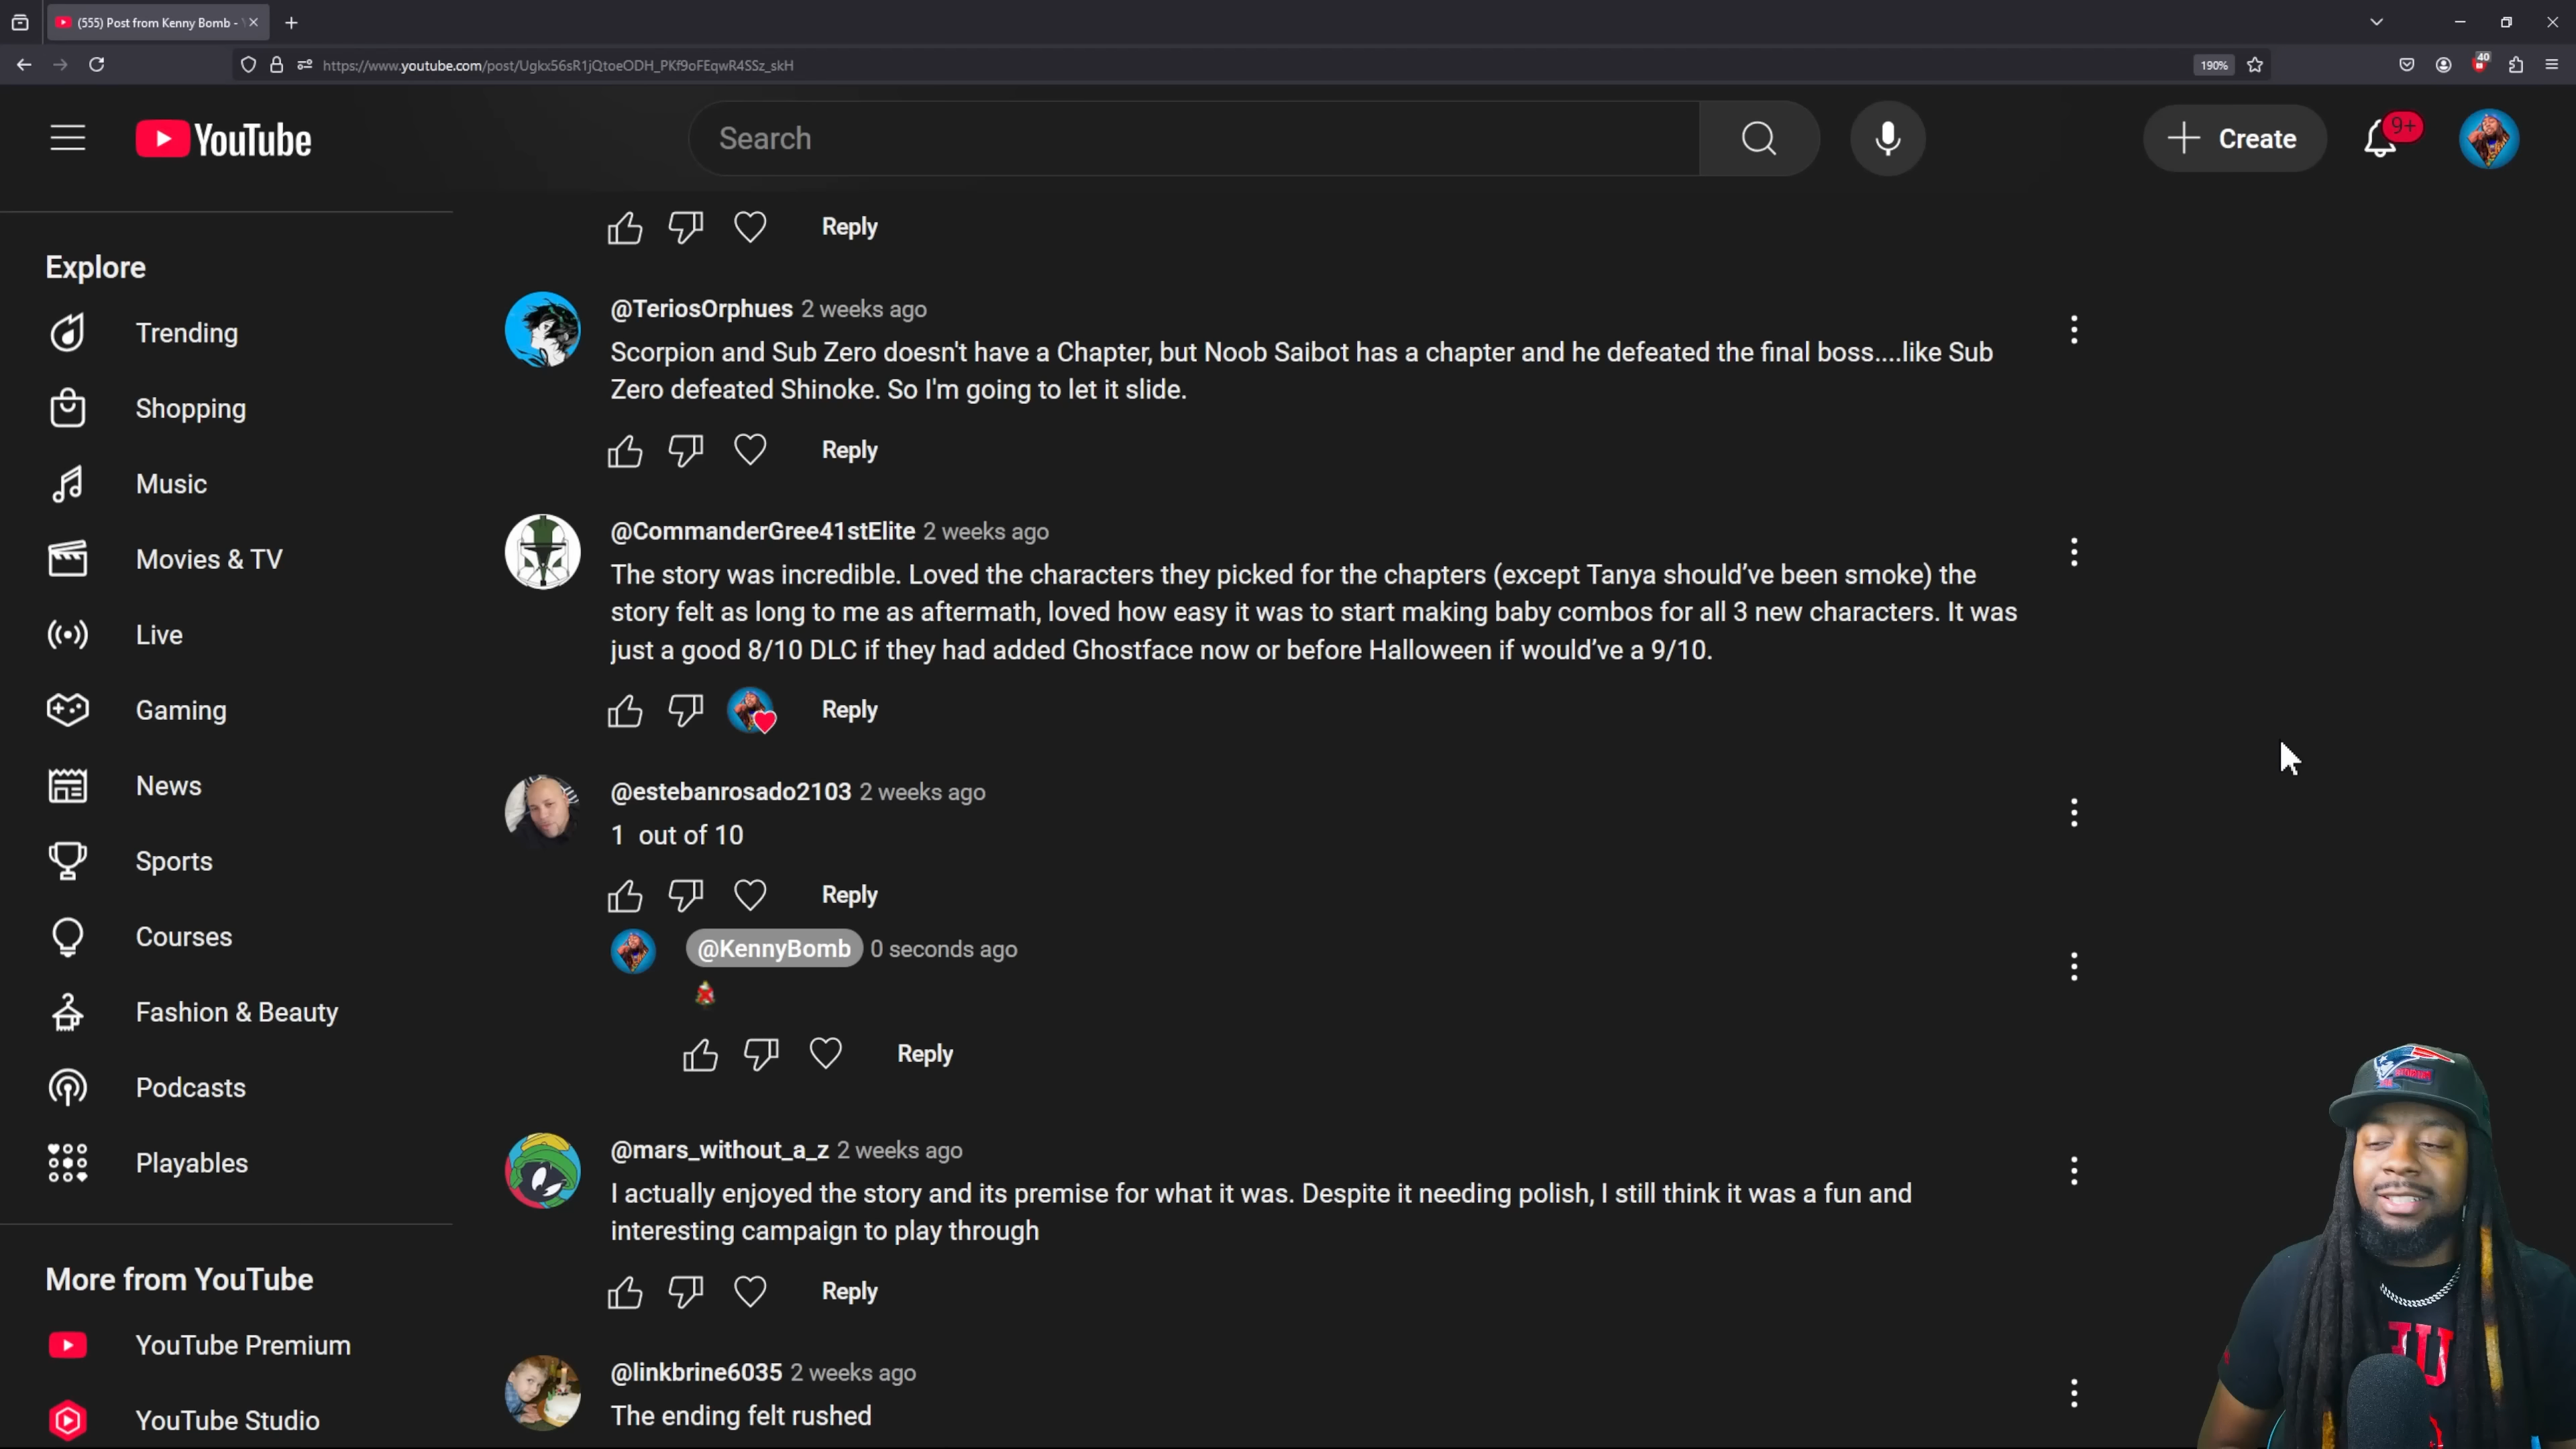 (555) Post from Kenny Bomb -
https://www.youtube.com/post/Ugkx56sR1jQtoeODH_PKf9oFEqwR4SSz_skH
190%
40
YouTube
Search
Create
9+
Reply
Explore
Trending
Shopping
Music
Movies & TV
Live
Gaming
News
Sports
Courses
Fashion & Beauty
Podcasts
Playables
More from YouTube
YouTube Premium
YouTube Studio
@TeriosOrphues 2 weeks ago
Scorpion and Sub Zero doesn't have a Chapter, but Noob Saibot has a chapter and he defeated the final boss....like Sub
Zero defeated Shinoke. So I'm going to let it slide.
Reply
@CommanderGree41stElite 2 weeks ago
The story was incredible. Loved the characters they picked for the chapters (except Tanya should’ve been smoke) the
story felt as long to me as aftermath, loved how easy it was to start making baby combos for all 3 new characters. It was
just a good 8/10 DLC if they had added Ghostface now or before Halloween if would’ve a 9/10.
Reply
@estebanrosado2103 2 weeks ago
1 out of 10
Reply
@KennyBomb 0 seconds ago
Reply
@mars_without_a_z 2 weeks ago
I actually enjoyed the story and its premise for what it was. Despite it needing polish, I still think it was a fun and
interesting campaign to play through
Reply
@linkbrine6035 2 weeks ago
The ending felt rushed